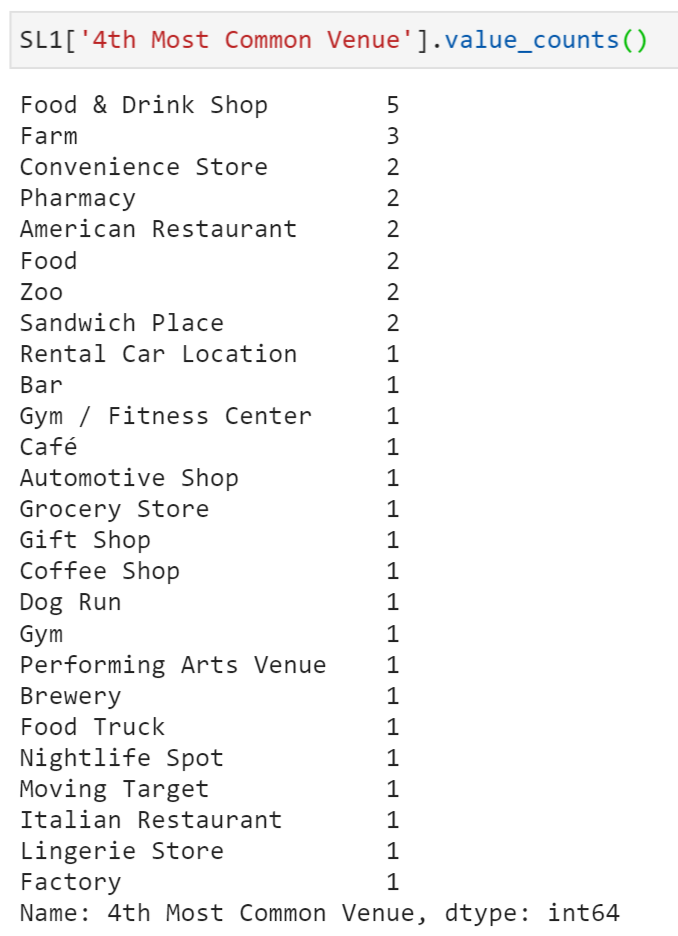 SL1['4th Most Common Venue'].value_counts()
Food & Drink Shop 5
Farm 3
Convenience Store 2
Pharmacy 2
American Restaurant 2
Food 2
Zoo 2
Sandwich Place 2
Rental Car Location 1
Bar 1
Gym / Fitness Center 1
Café 1
Automotive Shop 1
Grocery Store 1
Gift Shop 1
Coffee Shop 1
Dog Run 1
Gym 1
Performing Arts Venue 1
Brewery 1
Food Truck 1
Nightlife Spot 1
Moving Target 1
Italian Restaurant 1
Lingerie Store 1
Factory 1
Name: 4th Most Common Venue, dtype: int64